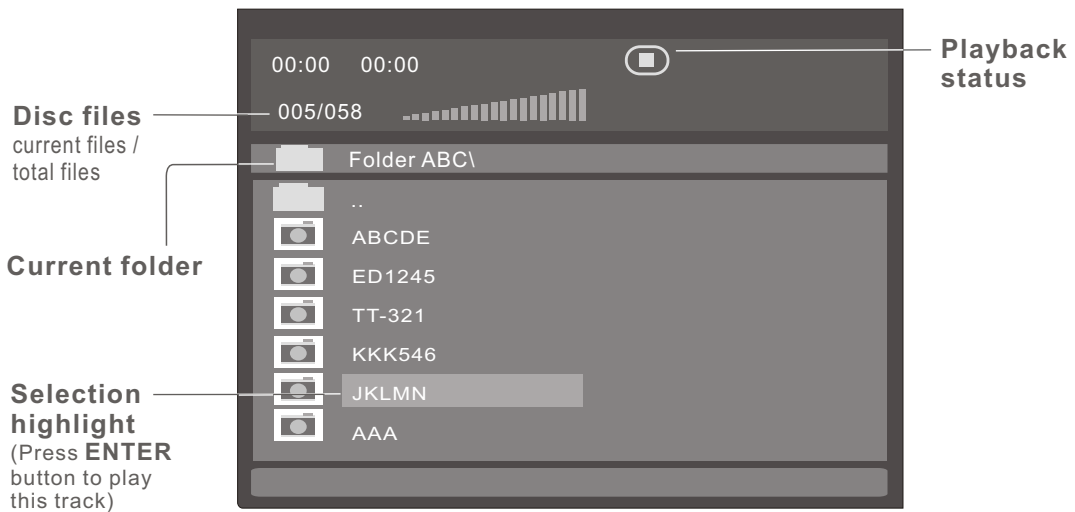 00:00 00:00
005/058
Playback
status
Disc files
current files /
total files
Folder ABC\
..
ABCDE
Current folder
ED1245
TT-321
KKK546
Selection
highlight
(Press ENTER
button to play
this track)
JKLMN
AAA